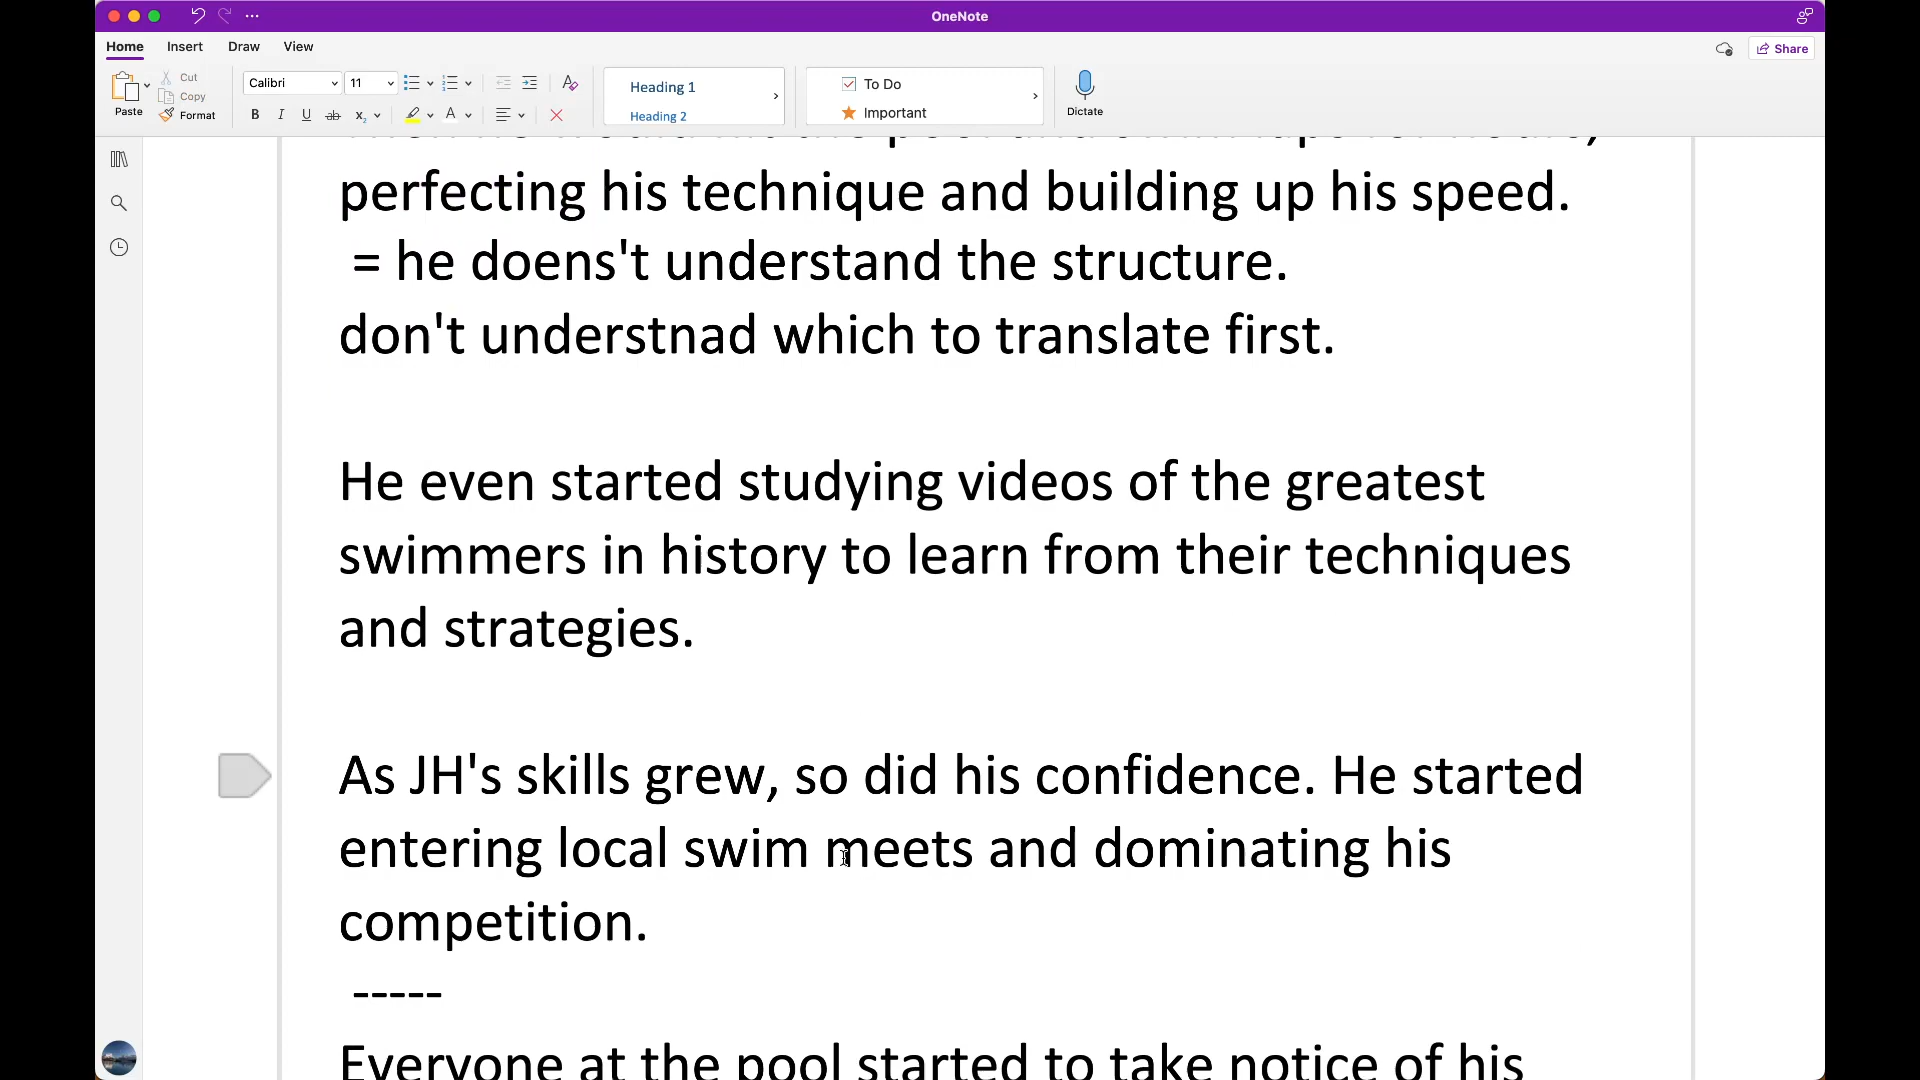 OneNote
Home Insert Draw View
Share
Paste
Cut
Copy
Format
Calibri 11
B I U ab x₂ A
Heading 1
Heading 2
To Do
Important
Dictate
perfecting his technique and building up his speed.
= he doens't understand the structure.
don't understnad which to translate first.
He even started studying videos of the greatest
swimmers in history to learn from their techniques
and strategies.
As JH's skills grew, so did his confidence. He started
entering local swim meets and dominating his
competition.
-----
Everyone at the pool started to take notice of his